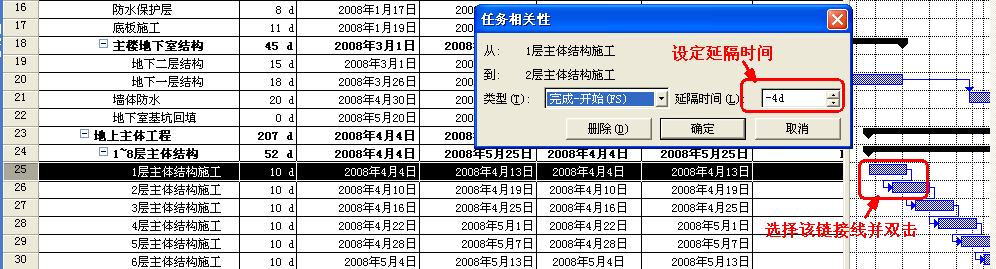 16 防水保护层 8 d 2008年1月17日
17 底板施工 11 d 2008年1月19日
18 主楼地下室结构 45 d 2008年3月1日
19 地下二层结构 15 d 2008年3月1日
20 地下一层结构 18 d 2008年3月26日
21 墙体防水 20 d 2008年4月30日
22 地下室基坑回填 0 d 2008年5月20日
任务相关性
从: 1层主体结构施工
到: 2层主体结构施工
设定延隔时间
类型(T): 完成-开始(FS) 延隔时间(L): -4d
删除(D) 确定 取消
23 地上主体工程 207 d 2008年4月4日
24 1~8层主体结构 52 d 2008年4月4日 2008年5月25日 2008年4月4日 2008年5月25日
25 1层主体结构施工 10 d 2008年4月4日 2008年4月13日 2008年4月4日 2008年4月13日
26 2层主体结构施工 10 d 2008年4月10日 2008年4月19日 2008年4月10日 2008年4月19日
27 3层主体结构施工 10 d 2008年4月16日 2008年4月25日 2008年4月16日 2008年4月25日
28 4层主体结构施工 10 d 2008年4月22日 2008年5月1日 2008年4月22日 2008年5月1日
29 5层主体结构施工 10 d 2008年4月28日 2008年5月7日 2008年4月28日 2008年5月7日
30 6层主体结构施工 10 d 2008年5月4日 2008年5月13日 2008年5月4日 2008年5月13日
选择该链接线并双击